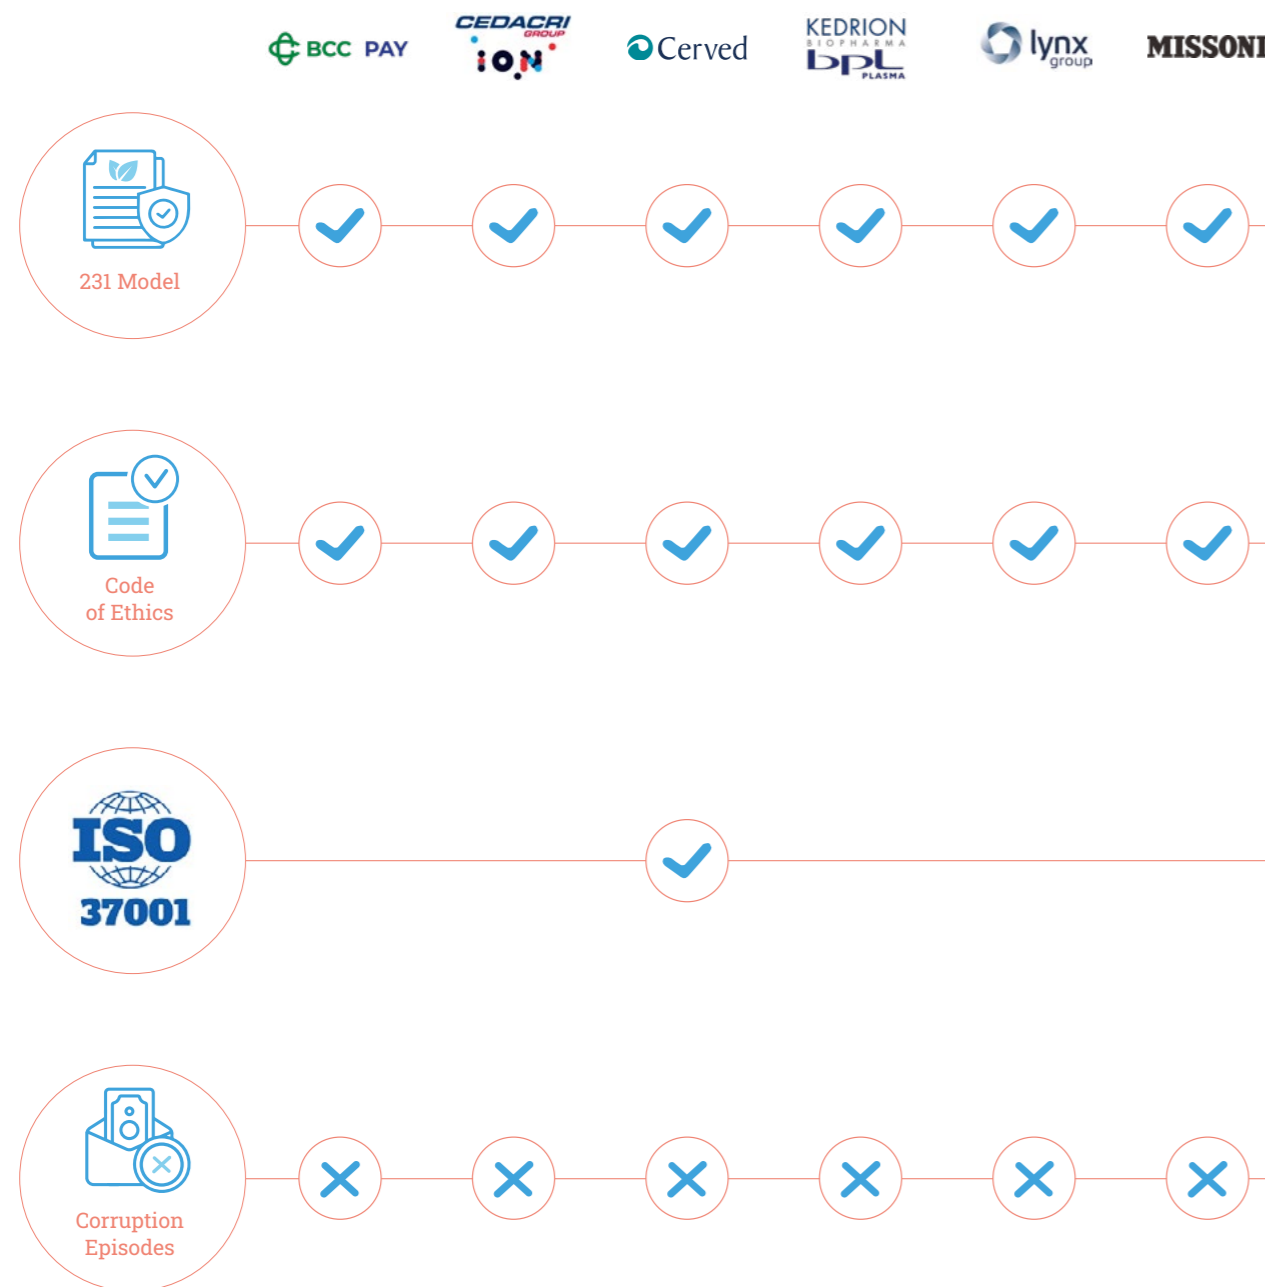 BCC PAY
CEDACRI
GROUP
ION
Cerved
KEDRION
BIOPHARMA
bpl
PLASMA
lynx
group
MISSONI
231 Model
Code
of Ethics
ISO
37001
Corruption
Episodes